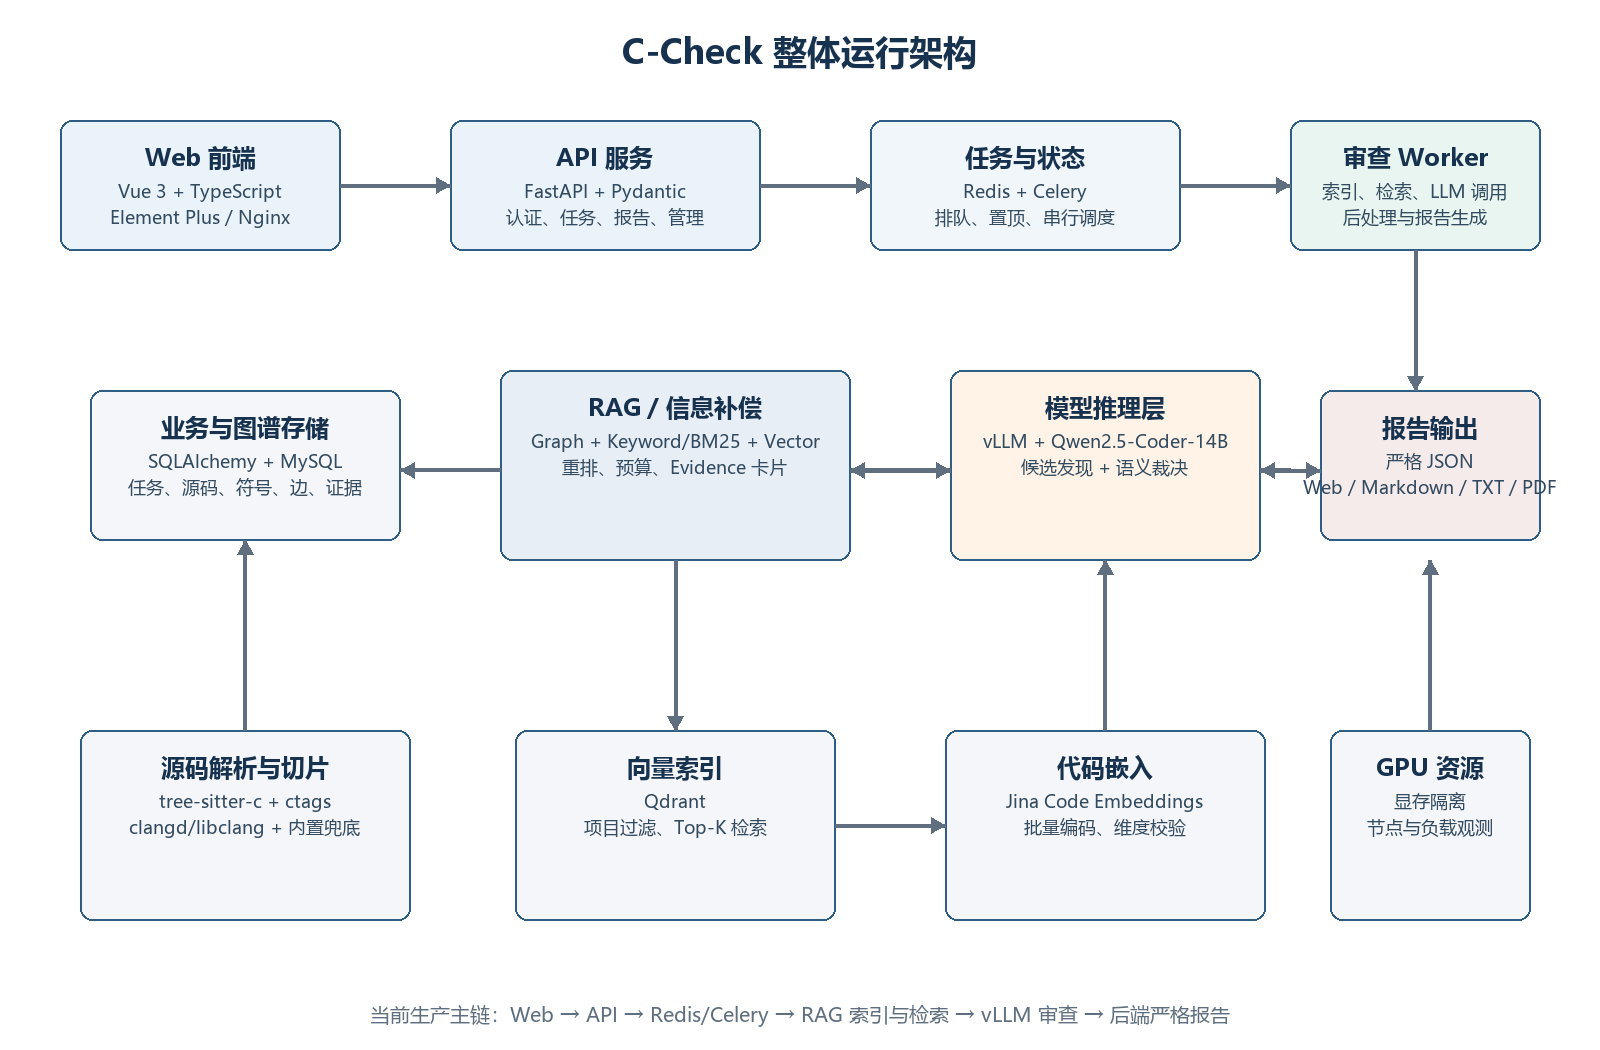 C-Check 整体运行架构
Web 前端
Vue 3 + TypeScript
Element Plus / Nginx
API 服务
FastAPI + Pydantic
认证、任务、报告、管理
任务与状态
Redis + Celery
排队、置顶、串行调度
审查 Worker
索引、检索、LLM 调用
后处理与报告生成
业务与图谱存储
SQLAlchemy + MySQL
任务、源码、符号、边、证据
RAG / 信息补偿
Graph + Keyword/BM25 + Vector
重排、预算、Evidence 卡片
模型推理层
vLLM + Qwen2.5-Coder-14B
候选发现 + 语义裁决
报告输出
严格 JSON
Web / Markdown / TXT / PDF
源码解析与切片
tree-sitter-c + ctags
clangd/libclang + 内置兜底
向量索引
Qdrant
项目过滤、Top-K 检索
代码嵌入
Jina Code Embeddings
批量编码、维度校验
GPU 资源
显存隔离
节点与负载观测
当前生产主链：Web → API → Redis/Celery → RAG 索引与检索 → vLLM 审查 → 后端严格报告